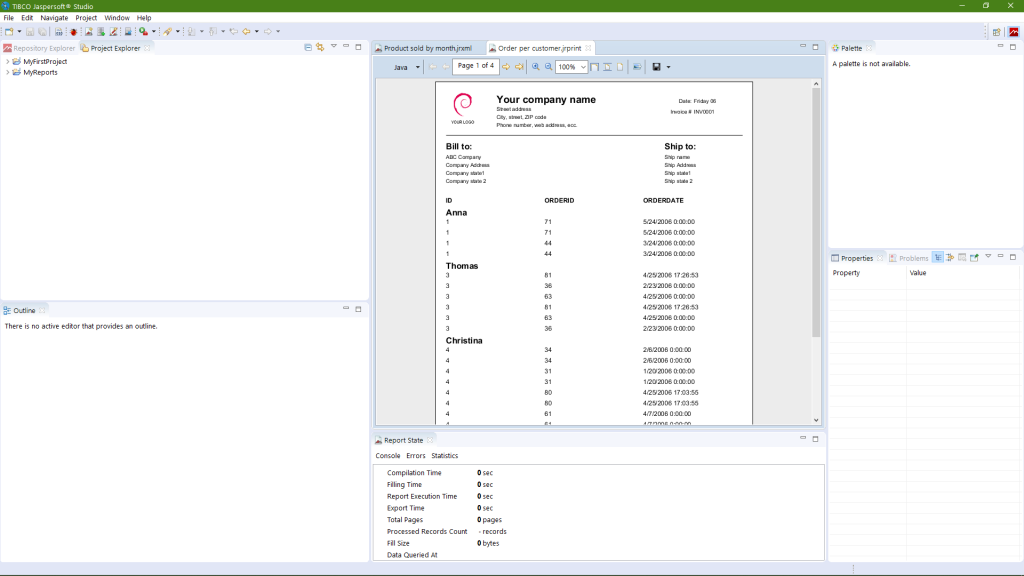 TIBCO Jaspersoft® Studio
File Edit Navigate Project Window Help
Repository Explorer Project Explorer
MyFirstProject
MyReports
Outline
There is no active editor that provides an outline.
Product sold by month.jrxml Order per customer.jrprint
Java Page 1 of 4 100%
YOUR LOGO
Your company name
Street address
City, street, ZIP code
Phone number, web address, ecc.
Date: Friday 06
Invoice # INV0001
Bill to: Ship to:
ABC Company Ship name
Company Address Ship Address
Company state1 Ship state1
Company state 2 Ship state 2
ID ORDERID ORDERDATE
Anna
1 71 5/24/2006 0:00:00
1 71 5/24/2006 0:00:00
1 44 3/24/2006 0:00:00
1 44 3/24/2006 0:00:00
Thomas
3 81 4/25/2006 17:26:53
3 36 2/23/2006 0:00:00
3 63 4/25/2006 0:00:00
3 81 4/25/2006 17:26:53
3 63 4/25/2006 0:00:00
3 36 2/23/2006 0:00:00
Christina
4 34 2/6/2006 0:00:00
4 34 2/6/2006 0:00:00
4 31 1/20/2006 0:00:00
4 31 1/20/2006 0:00:00
4 80 4/25/2006 17:03:55
4 80 4/25/2006 17:03:55
4 61 4/7/2006 0:00:00
4 61 4/7/2006 0:00:00
Report State
Console Errors Statistics
Compilation Time 0 sec
Filling Time 0 sec
Report Execution Time 0 sec
Export Time 0 sec
Total Pages 0 pages
Processed Records Count - records
Fill Size 0 bytes
Data Queried At
Palette
A palette is not available.
Properties Problems
Property Value